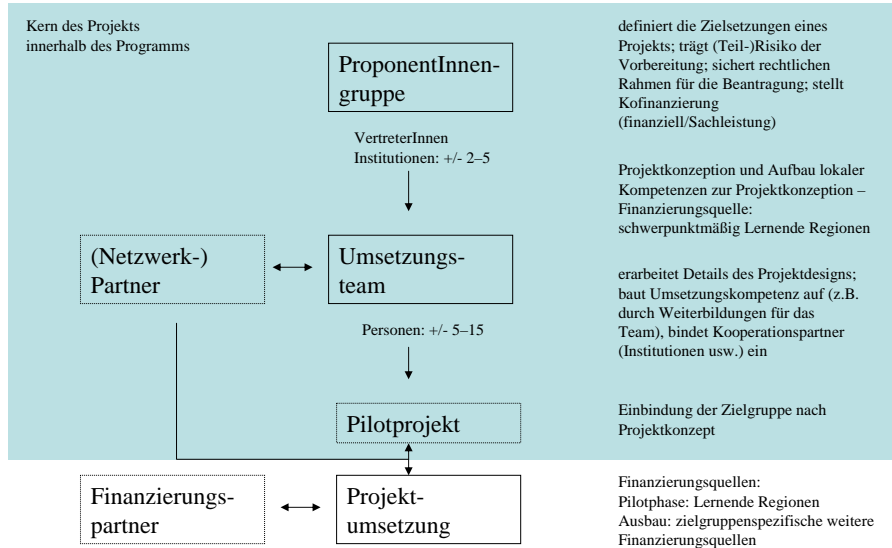 Kern des Projekts
innerhalb des Programms
ProponentInnen-
gruppe
definiert die Zielsetzungen eines
Projekts; trägt (Teil-)Risiko der
Vorbereitung; sichert rechtlichen
Rahmen für die Beantragung; stellt
Kofinanzierung
(finanziell/Sachleistung)
VertreterInnen
Institutionen: +/- 2–5
Projektkonzeption und Aufbau lokaler
Kompetenzen zur Projektkonzeption –
Finanzierungsquelle:
schwerpunktmäßig Lernende Regionen
(Netzwerk-)
Partner
Umsetzungs-
team
erarbeitet Details des Projektdesigns;
baut Umsetzungskompetenz auf (z.B.
durch Weiterbildungen für das
Team), bindet Kooperationspartner
(Institutionen usw.) ein
Personen: +/- 5–15
Pilotprojekt
Einbindung der Zielgruppe nach
Projektkonzept
Finanzierungs-
partner
Projekt-
umsetzung
Finanzierungsquellen:
Pilotphase: Lernende Regionen
Ausbau: zielgruppenspezifische weitere
Finanzierungsquellen